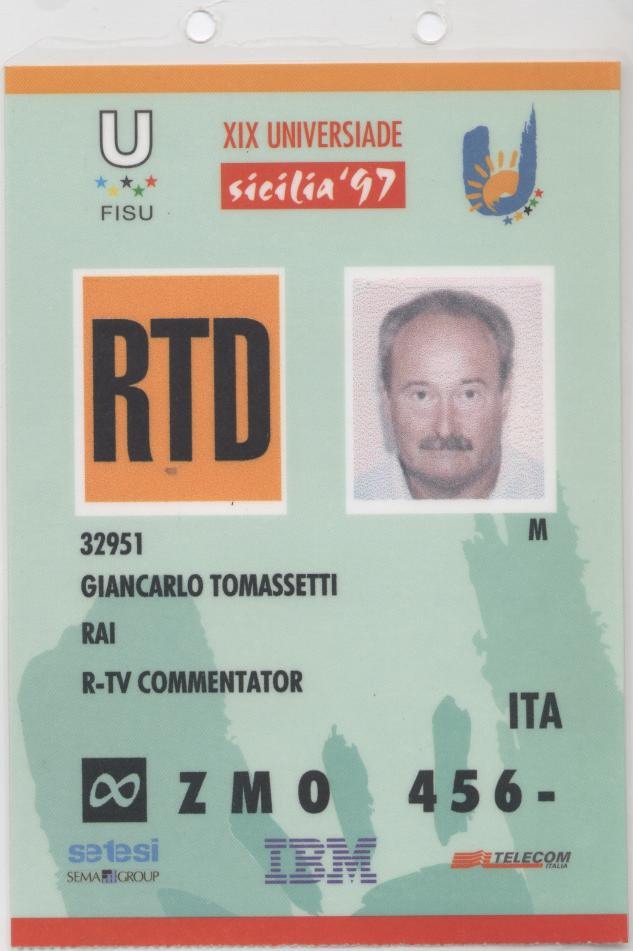 U
FISU
XIX UNIVERSIADE
sicilia '97
RTD
M
32951
GIANCARLO TOMASSETTI
RAI
R-TV COMMENTATOR
ITA
∞ Z M O 456-
setesi
SEMA GROUP
IBM
TELECOM
ITALIA